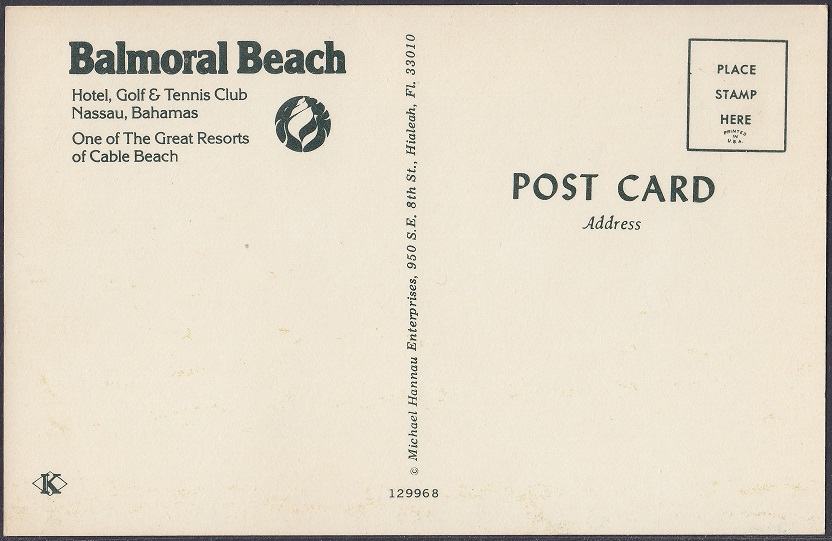 Balmoral Beach
Hotel, Golf & Tennis Club
Nassau, Bahamas
One of The Great Resorts
of Cable Beach
K
© Michael Hannau Enterprises, 950 S.E. 8th St., Hialeah, Fl. 33010
129968
PLACE
STAMP
HERE
PRINTED
IN
U.S.A.
POST CARD
Address